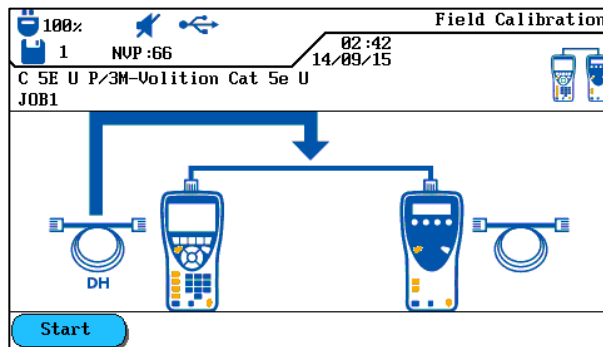 100%
Field Calibration
1
NVP:66
02:42
14/09/15
C 5E U P/3M-Volition Cat 5e U
JOB1
DH
Start